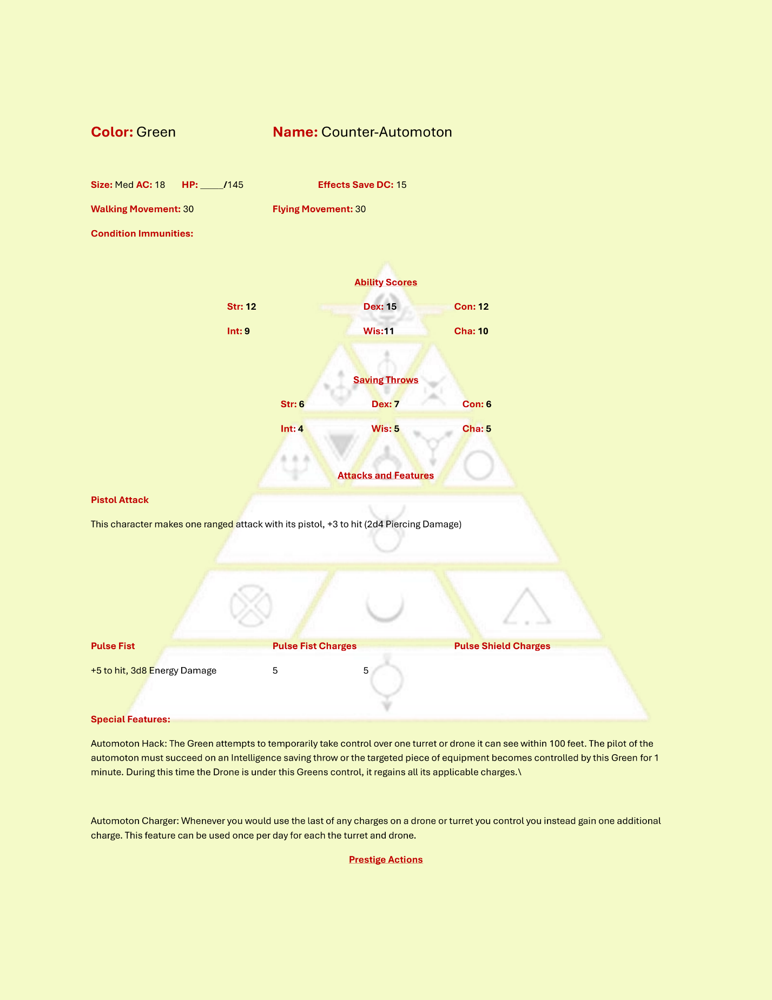 Color: Green Name: Counter-Automoton
Size: Med AC: 18 HP: _____/145 Effects Save DC: 15
Walking Movement: 30 Flying Movement: 30
Condition Immunities:
Ability Scores
Str: 12 Dex: 15 Con: 12
Int: 9 Wis:11 Cha: 10
Saving Throws
Str: 6 Dex: 7 Con: 6
Int: 4 Wis: 5 Cha: 5
Attacks and Features
Pistol Attack
This character makes one ranged attack with its pistol, +3 to hit (2d4 Piercing Damage)
Pulse Fist Pulse Fist Charges Pulse Shield Charges
+5 to hit, 3d8 Energy Damage 5 5
Special Features:
Automoton Hack: The Green attempts to temporarily take control over one turret or drone it can see within 100 feet. The pilot of the
automoton must succeed on an Intelligence saving throw or the targeted piece of equipment becomes controlled by this Green for 1
minute. During this time the Drone is under this Greens control, it regains all its applicable charges.\
Automoton Charger: Whenever you would use the last of any charges on a drone or turret you control you instead gain one additional
charge. This feature can be used once per day for each the turret and drone.
Prestige Actions